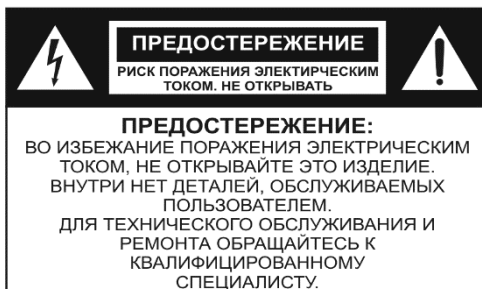 ПРЕДОСТЕРЕЖЕНИЕ
РИСК ПОРАЖЕНИЯ ЭЛЕКТИРЧЕСКИМ
ТОКОМ. НЕ ОТКРЫВАТЬ
ПРЕДОСТЕРЕЖЕНИЕ:
ВО ИЗБЕЖАНИЕ ПОРАЖЕНИЯ ЭЛЕКТРИЧЕСКИМ
ТОКОМ, НЕ ОТКРЫВАЙТЕ ЭТО ИЗДЕЛИЕ.
ВНУТРИ НЕТ ДЕТАЛЕЙ, ОБСЛУЖИВАЕМЫХ
ПОЛЬЗОВАТЕЛЕМ.
ДЛЯ ТЕХНИЧЕСКОГО ОБСЛУЖИВАНИЯ И
РЕМОНТА ОБРАЩАЙТЕСЬ К
КВАЛИФИЦИРОВАННОМУ
СПЕЦИАЛИСТУ.